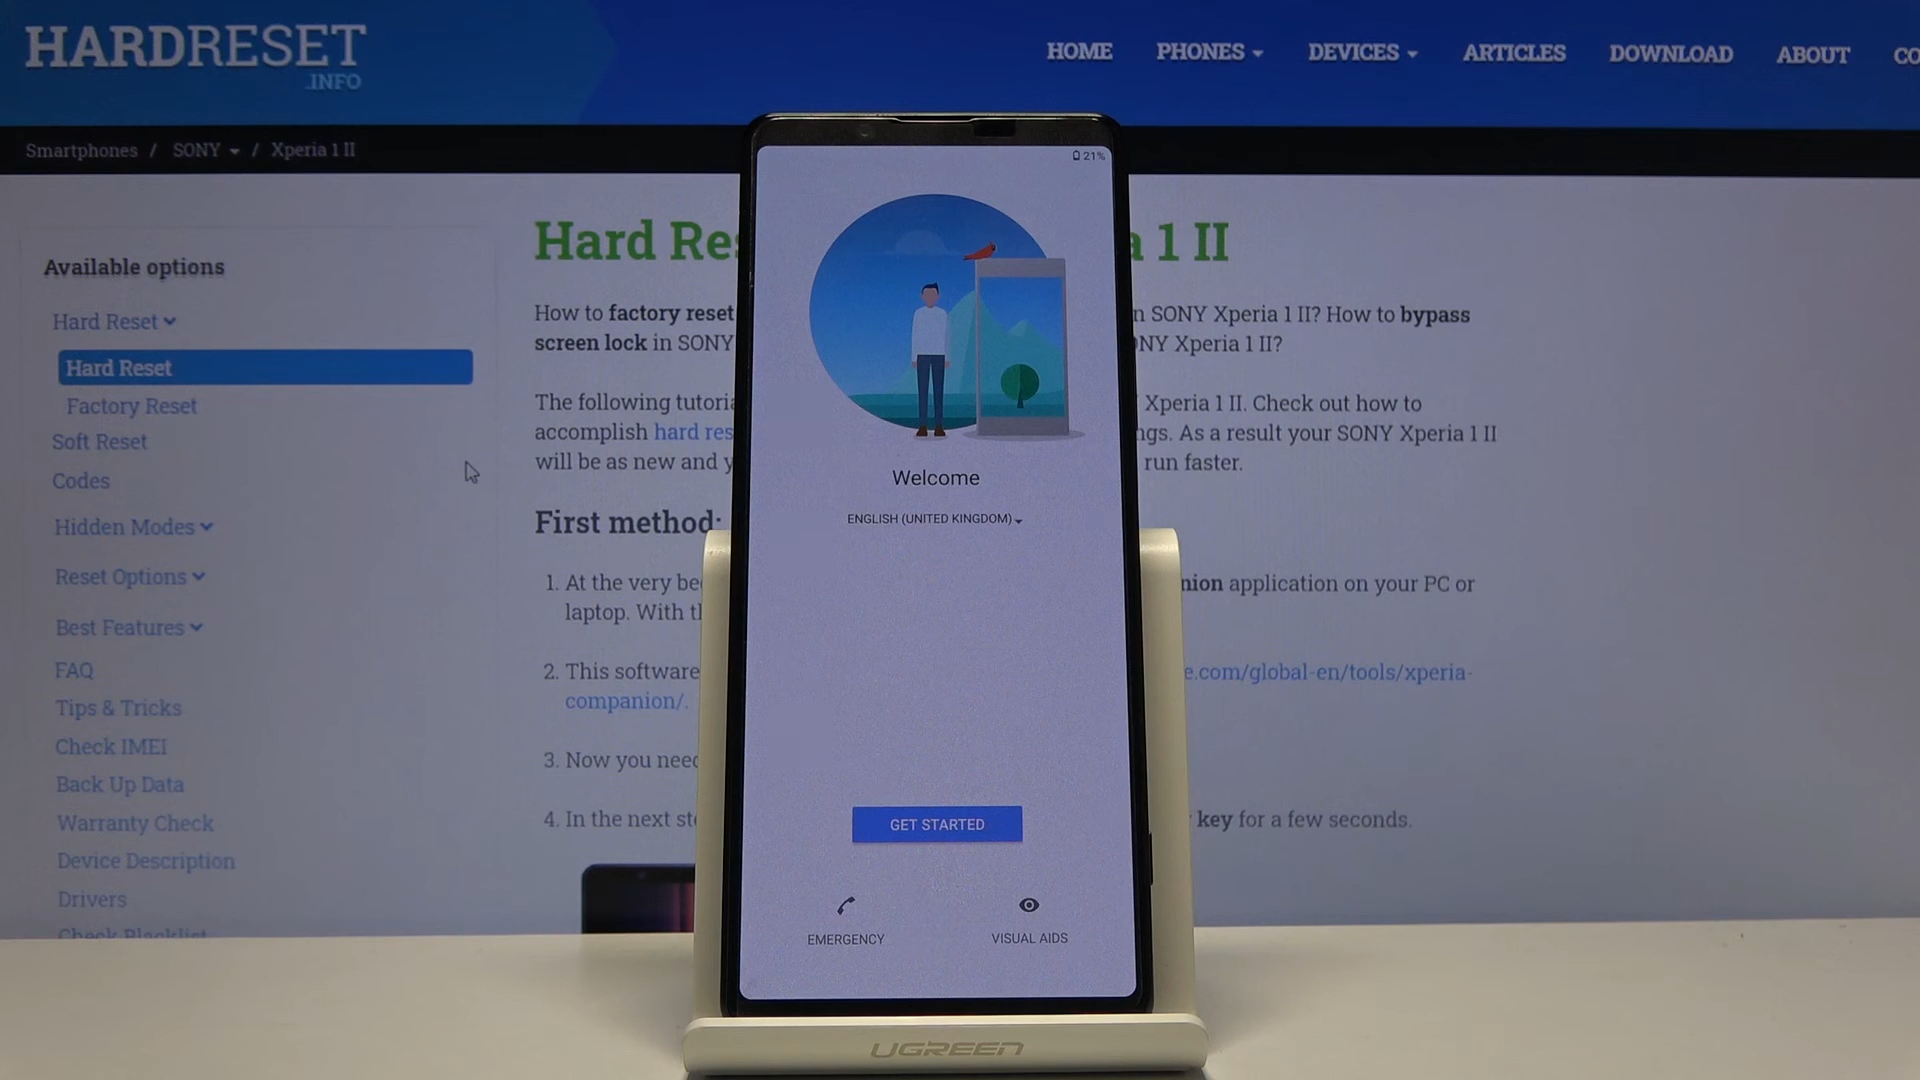 HARDRESET
.INFO
HOME PHONES DEVICES ARTICLES DOWNLOAD ABOUT CO
Smartphones / SONY / Xperia 1 II
21%
Available options
Hard Reset
Hard Reset
Factory Reset
Soft Reset
Codes
Hidden Modes
Reset Options
Best Features
FAQ
Tips & Tricks
Check IMEI
Back Up Data
Warranty Check
Device Description
Drivers
Check Blacklist
Hard Res a 1 II
How to factory reset n SONY Xperia 1 II? How to bypass
screen lock in SONY NY Xperia 1 II?
The following tutoria Xperia 1 II. Check out how to
accomplish hard res ngs. As a result your SONY Xperia 1 II
will be as new and y run faster.
First method:
1. At the very be nion application on your PC or
laptop. With th
2. This software e.com/global-en/tools/xperia-
companion/.
3. Now you need
4. In the next ste key for a few seconds.
Welcome
ENGLISH (UNITED KINGDOM)
GET STARTED
EMERGENCY VISUAL AIDS
UGREEN